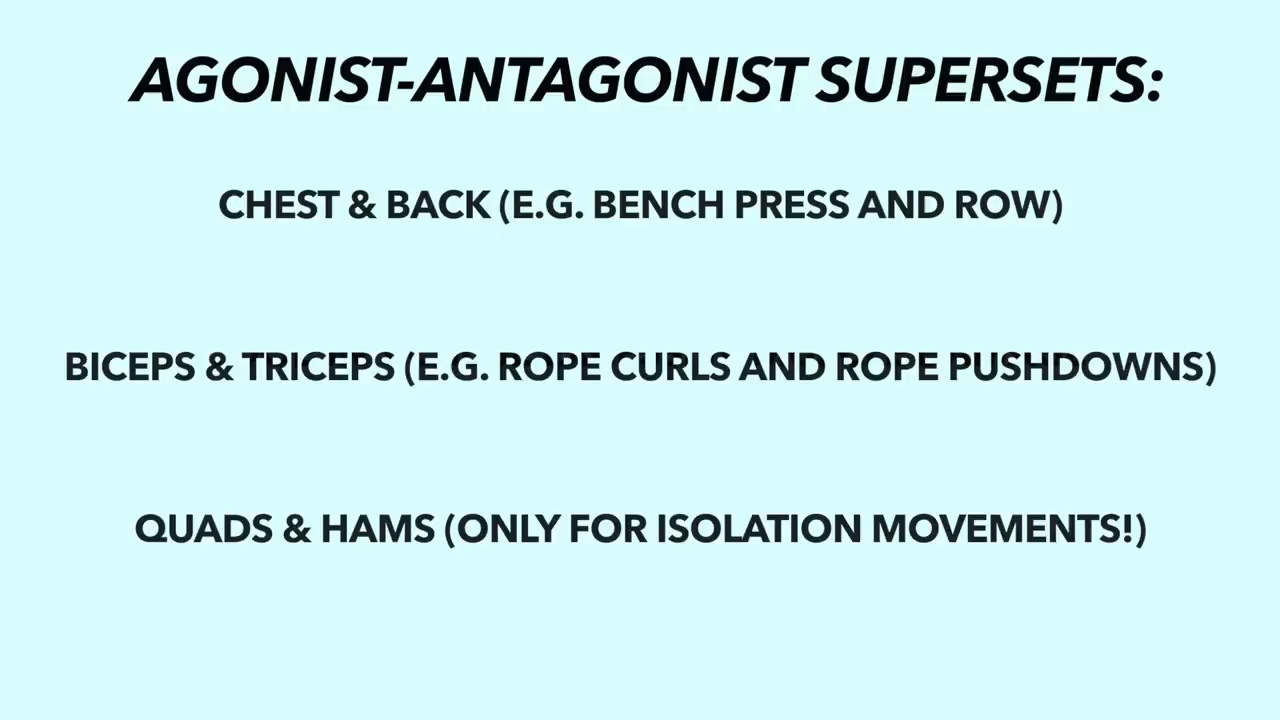 AGONIST-ANTAGONIST SUPERSETS:
CHEST & BACK (E.G. BENCH PRESS AND ROW)
BICEPS & TRICEPS (E.G. ROPE CURLS AND ROPE PUSHDOWNS)
QUADS & HAMS (ONLY FOR ISOLATION MOVEMENTS!)